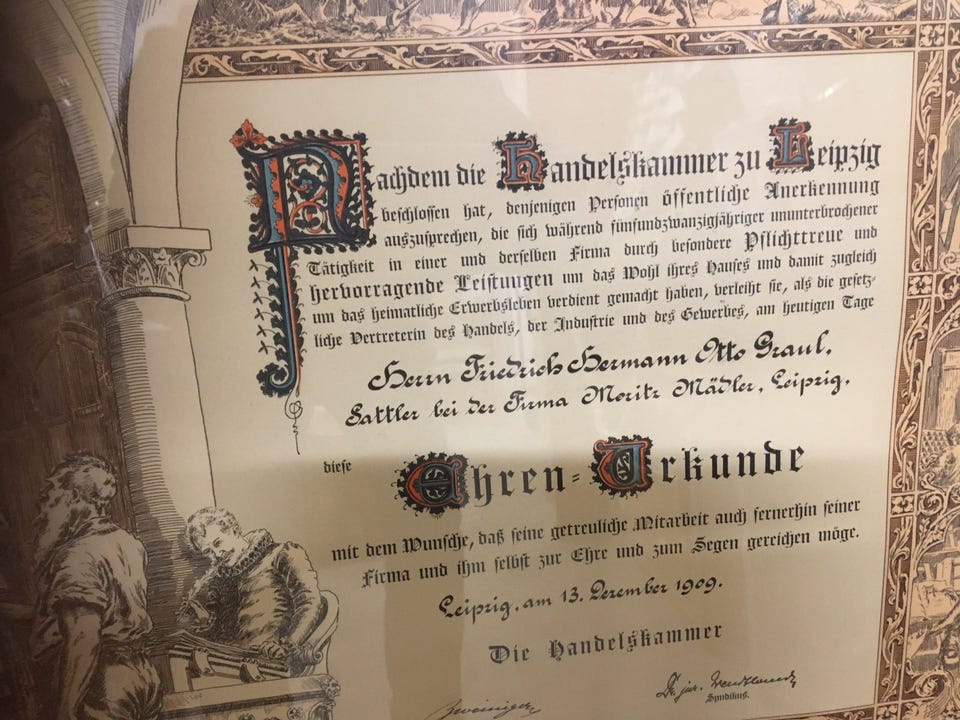 Nachdem die Handelskammer zu Leipzig
beschlossen hat, denjenigen Personen öffentliche Anerkennung
auszusprechen, die sich während fünfundzwanzigjähriger ununterbrochener
Tätigkeit in einer und derselben Firma durch besondere Pflichttreue und
hervorragende Leistungen um das Wohl ihres Hauses und damit zugleich
um das heimatliche Erwerbsleben verdient gemacht haben, verleiht sie, als die gesetz-
liche Vertreterin des Handels, der Industrie und des Gewerbes, am heutigen Tage
Herrn Friedrich Hermann Otto Graul,
Sattler bei der Firma Moritz Mädler, Leipzig,
diese
Ehren-Urkunde
mit dem Wunsche, daß seine getreuliche Mitarbeit auch fernerhin seiner
Firma und ihm selbst zur Ehre und zum Segen gereichen möge.
Leipzig, am 13. Dezember 1909.
Die Handelskammer
Dr. jur.
Syndikus.